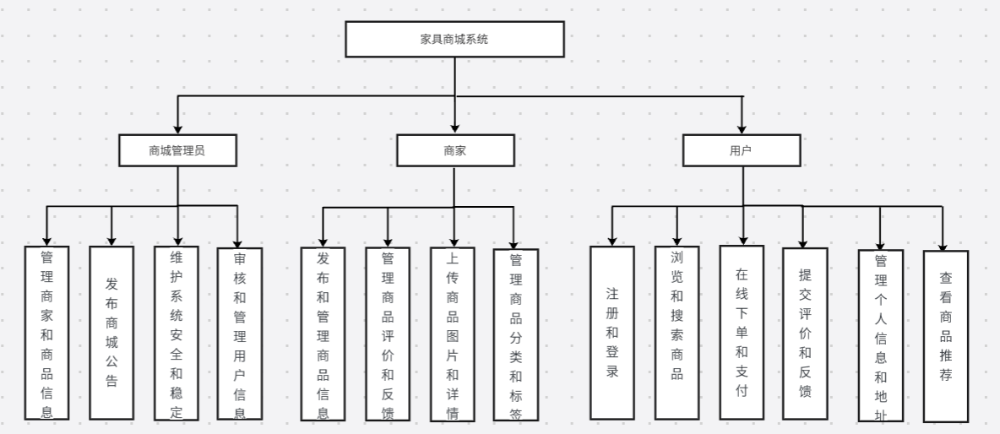 家具商城系统
商城管理员
商家
用户
管理商家和商品信息
发布商城公告
维护系统安全和稳定
审核和管理用户信息
发布和管理商品信息
管理商品评价和反馈
上传商品图片和详情
管理商品分类和标签
注册和登录
浏览和搜索商品
在线下单和支付
提交评价和反馈
管理个人信息和地址
查看商品推荐